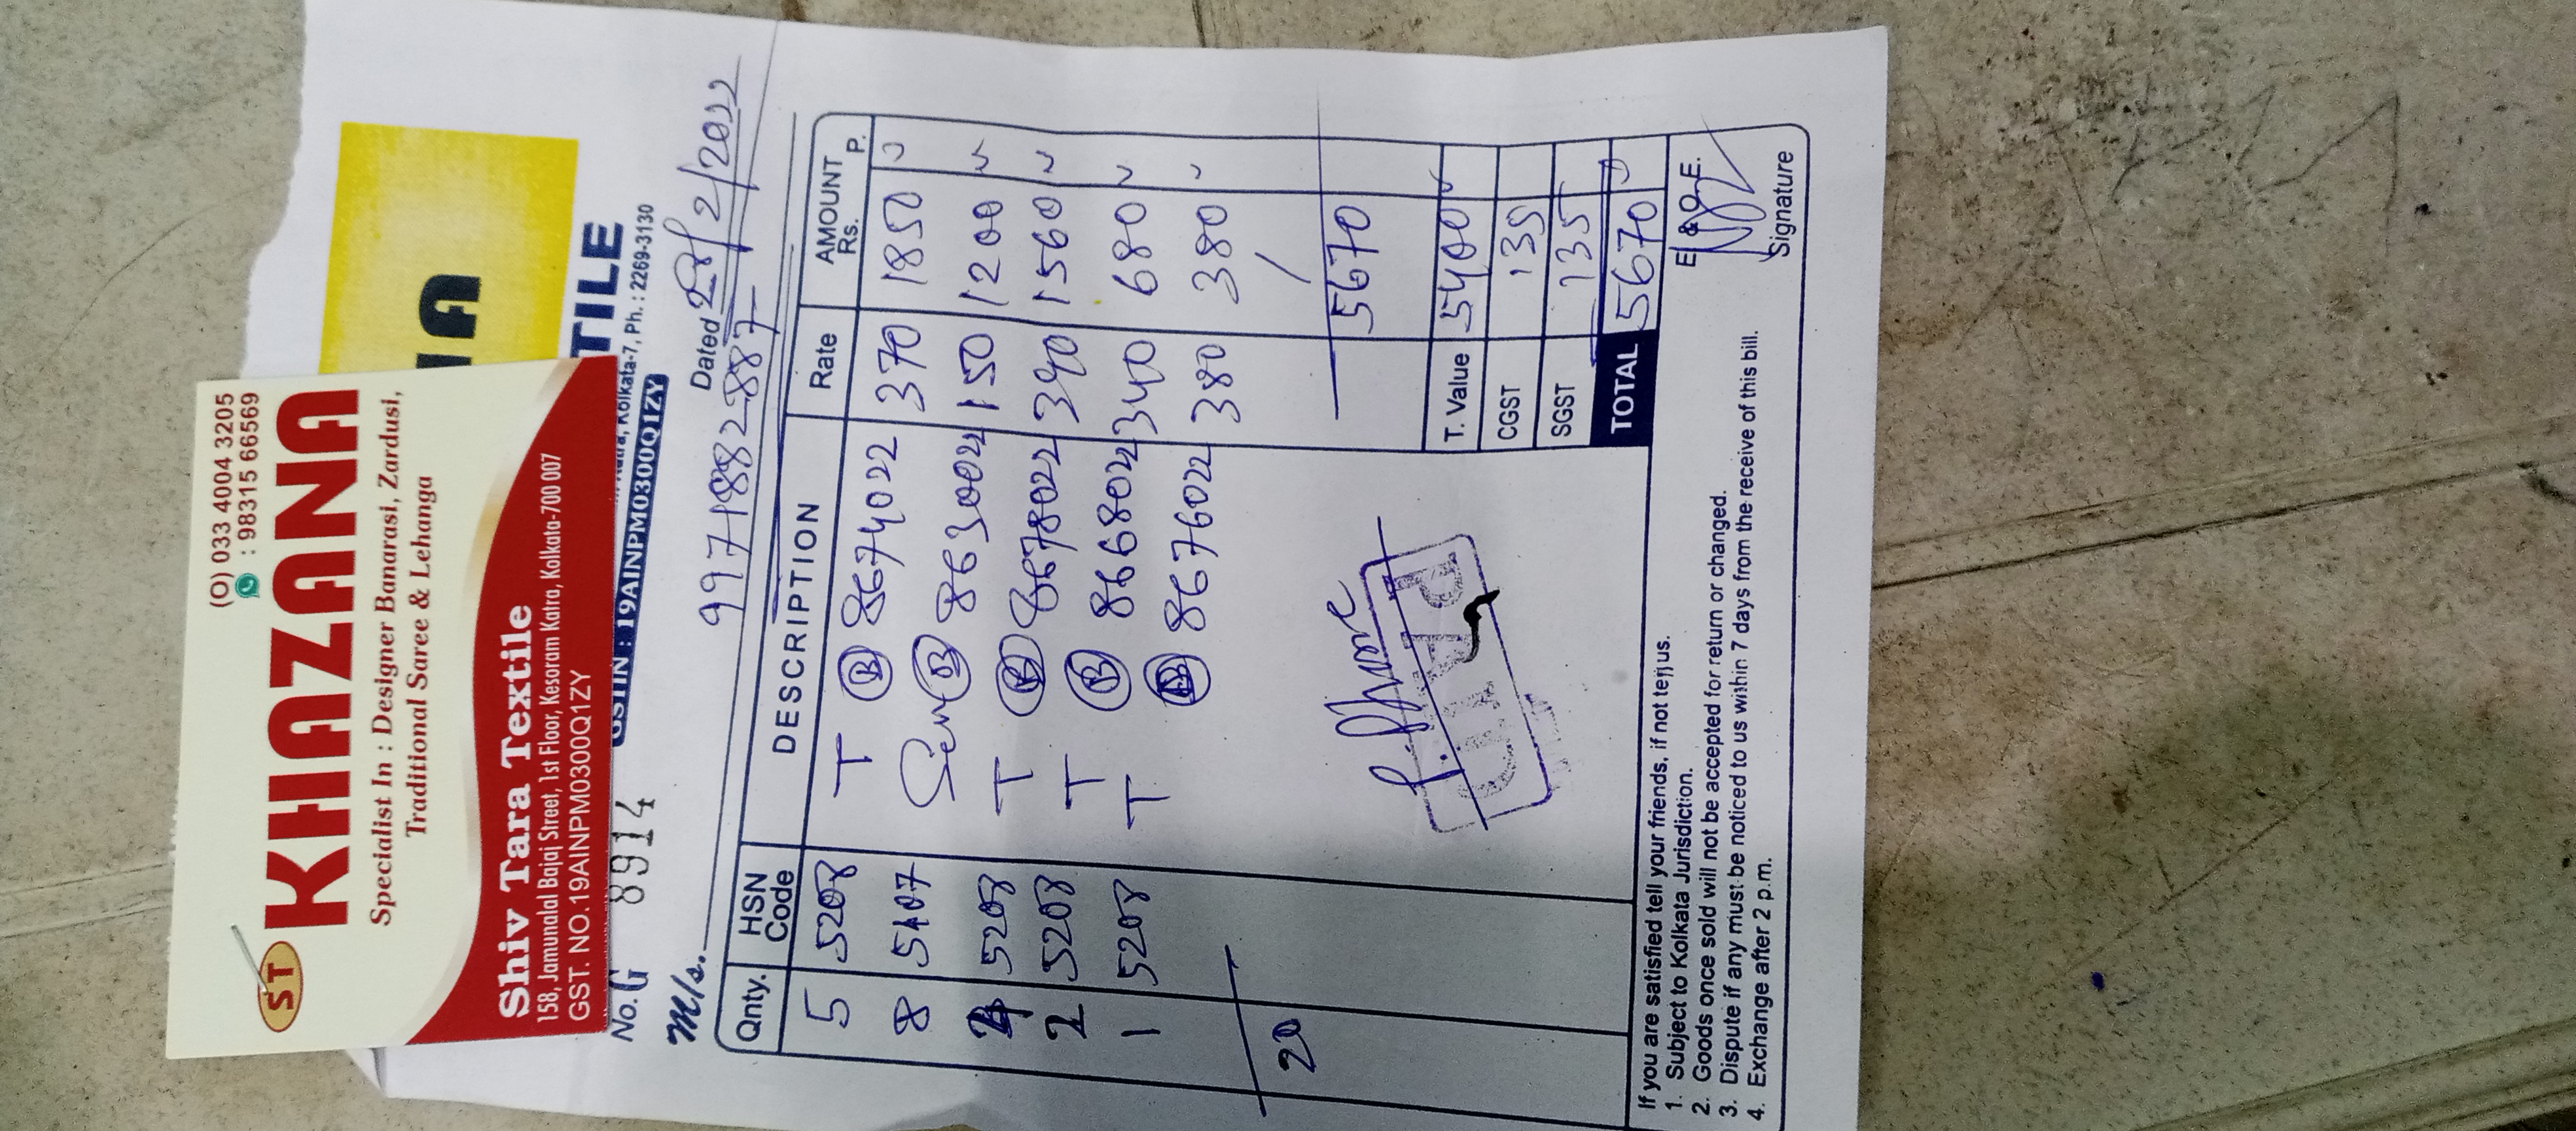 (O) 033 4004 3205
: 98315 66569
ST KHAZANA
Specialist In : Designer Banarasi, Zardusi,
Traditional Saree & Lehanga
Shiv Tara Textile
158, Jamunalal Bajaj Street, 1st Floor, Kesoram Katra, Kolkata-700 007
GST. NO.19AINPM0300Q1ZY
NA
TILE
Katra, Kolkata-7, Ph. : 2269-3130
GSTIN : 19AINPM0300Q1ZY
No. G 8914
Dated 28/2/2022
M/s. 9971882887
Qnty. HSN Code DESCRIPTION Rate AMOUNT Rs. P.
5 5208 T B 8674022 370 1850
8 5407 B 8630022 150 1200
4 5208 T B 8678022 390 1560
2 5208 T B 8668022 340 680
1 5208 T B 8676022 380 380
20 5670
T. Value 5400
CGST 135
SGST 135
TOTAL 5670
PAID
E. & O.E.
Signature
If you are satisfied tell your friends, if not tell us.
1. Subject to Kolkata Jurisdiction.
2. Goods once sold will not be accepted for return or changed.
3. Dispute if any must be noticed to us within 7 days from the receive of this bill.
4. Exchange after 2 p.m.